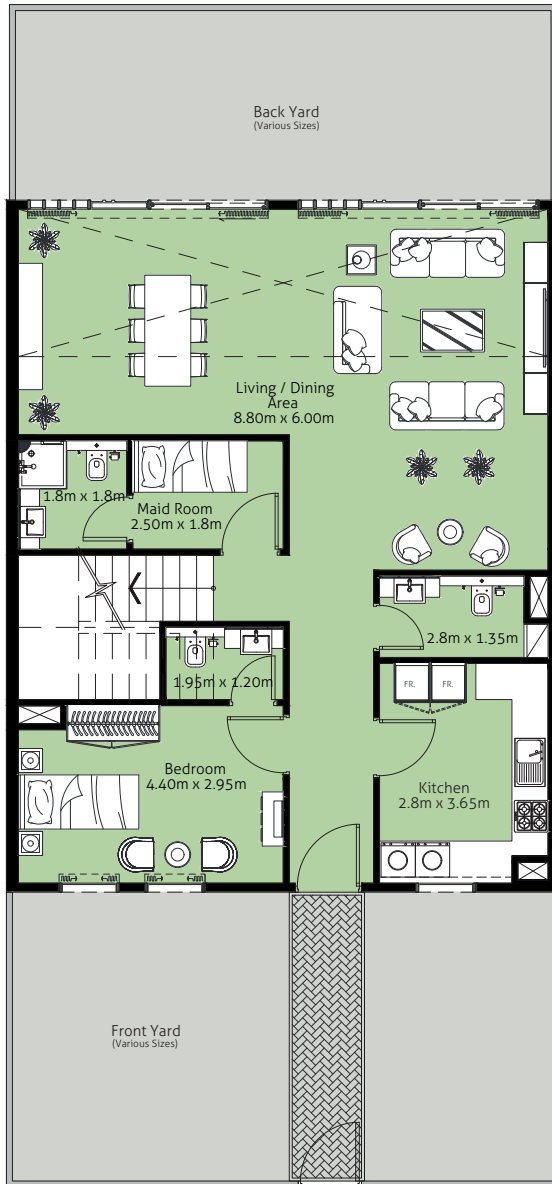 Back Yard
(Various Sizes)
Living / Dining
Area
8.80m x 6.00m
1.8m x 1.8m
Maid Room
2.50m x 1.8m
2.8m x 1.35m
1.95m x 1.20m
FR.
FR.
Bedroom
4.40m x 2.95m
Kitchen
2.8m x 3.65m
Front Yard
(Various Sizes)